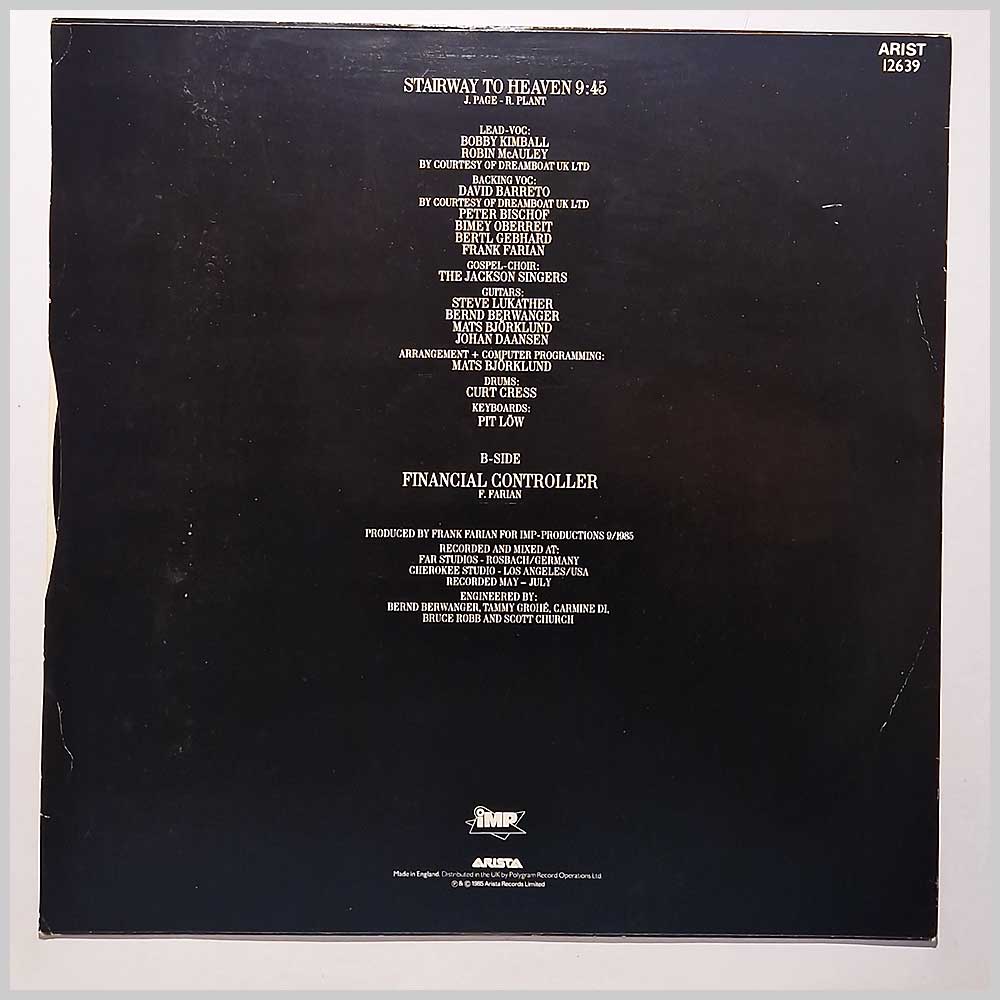 ARIST
12639
STAIRWAY TO HEAVEN 9:45
J. PAGE - R. PLANT
LEAD-VOC:
BOBBY KIMBALL
ROBIN McAULEY
BY COURTESY OF DREAMBOAT UK LTD
BACKING VOC:
DAVID BARRETO
BY COURTESY OF DREAMBOAT UK LTD
PETER BISCHOF
BIMEY OBERREIT
BERTL GEBHARD
FRANK FARIAN
GOSPEL-CHOIR:
THE JACKSON SINGERS
GUITARS:
STEVE LUKATHER
BERND BERWANGER
MATS BJÖRKLUND
JOHAN DAANSEN
ARRANGEMENT + COMPUTER PROGRAMMING:
MATS BJÖRKLUND
DRUMS:
CURT CRESS
KEYBOARDS:
PIT LÖW
B-SIDE
FINANCIAL CONTROLLER
F. FARIAN
PRODUCED BY FRANK FARIAN FOR IMP-PRODUCTIONS 9/1985
RECORDED AND MIXED AT:
FAR STUDIOS - ROSBACH/GERMANY
CHEROKEE STUDIO - LOS ANGELES/USA
RECORDED MAY – JULY
ENGINEERED BY:
BERND BERWANGER, TAMMY GROHÉ, CARMINE DI,
BRUCE ROBB AND SCOTT CHURCH
iMP
ARISTA
Made in England. Distributed in the UK by Polygram Record Operations Ltd
℗ & © 1985 Arista Records Limited